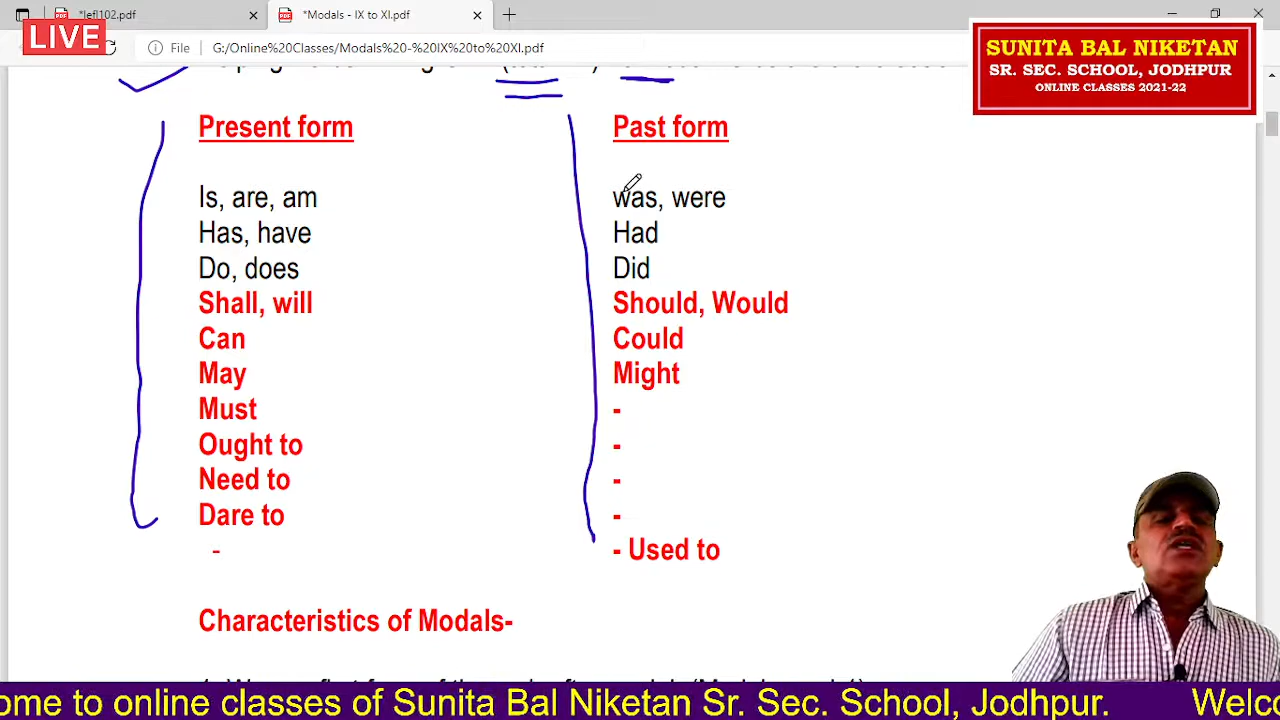 *lefl102.pdf
*Modals - IX to XI.pdf
LIVE
File
G:/Online%20Classes/Modals%20-%20IX%20to%20XI.pdf
SUNITA BAL NIKETAN
SR. SEC. SCHOOL, JODHPUR
ONLINE CLASSES 2021-22
Present form
Past form
Is, are, am
was, were
Has, have
Had
Do, does
Did
Shall, will
Should, Would
Can
Could
May
Might
Must
-
Ought to
-
Need to
-
Dare to
-
-
- Used to
Characteristics of Modals-
ome to online classes of Sunita Bal Niketan Sr. Sec. School, Jodhpur. Welco